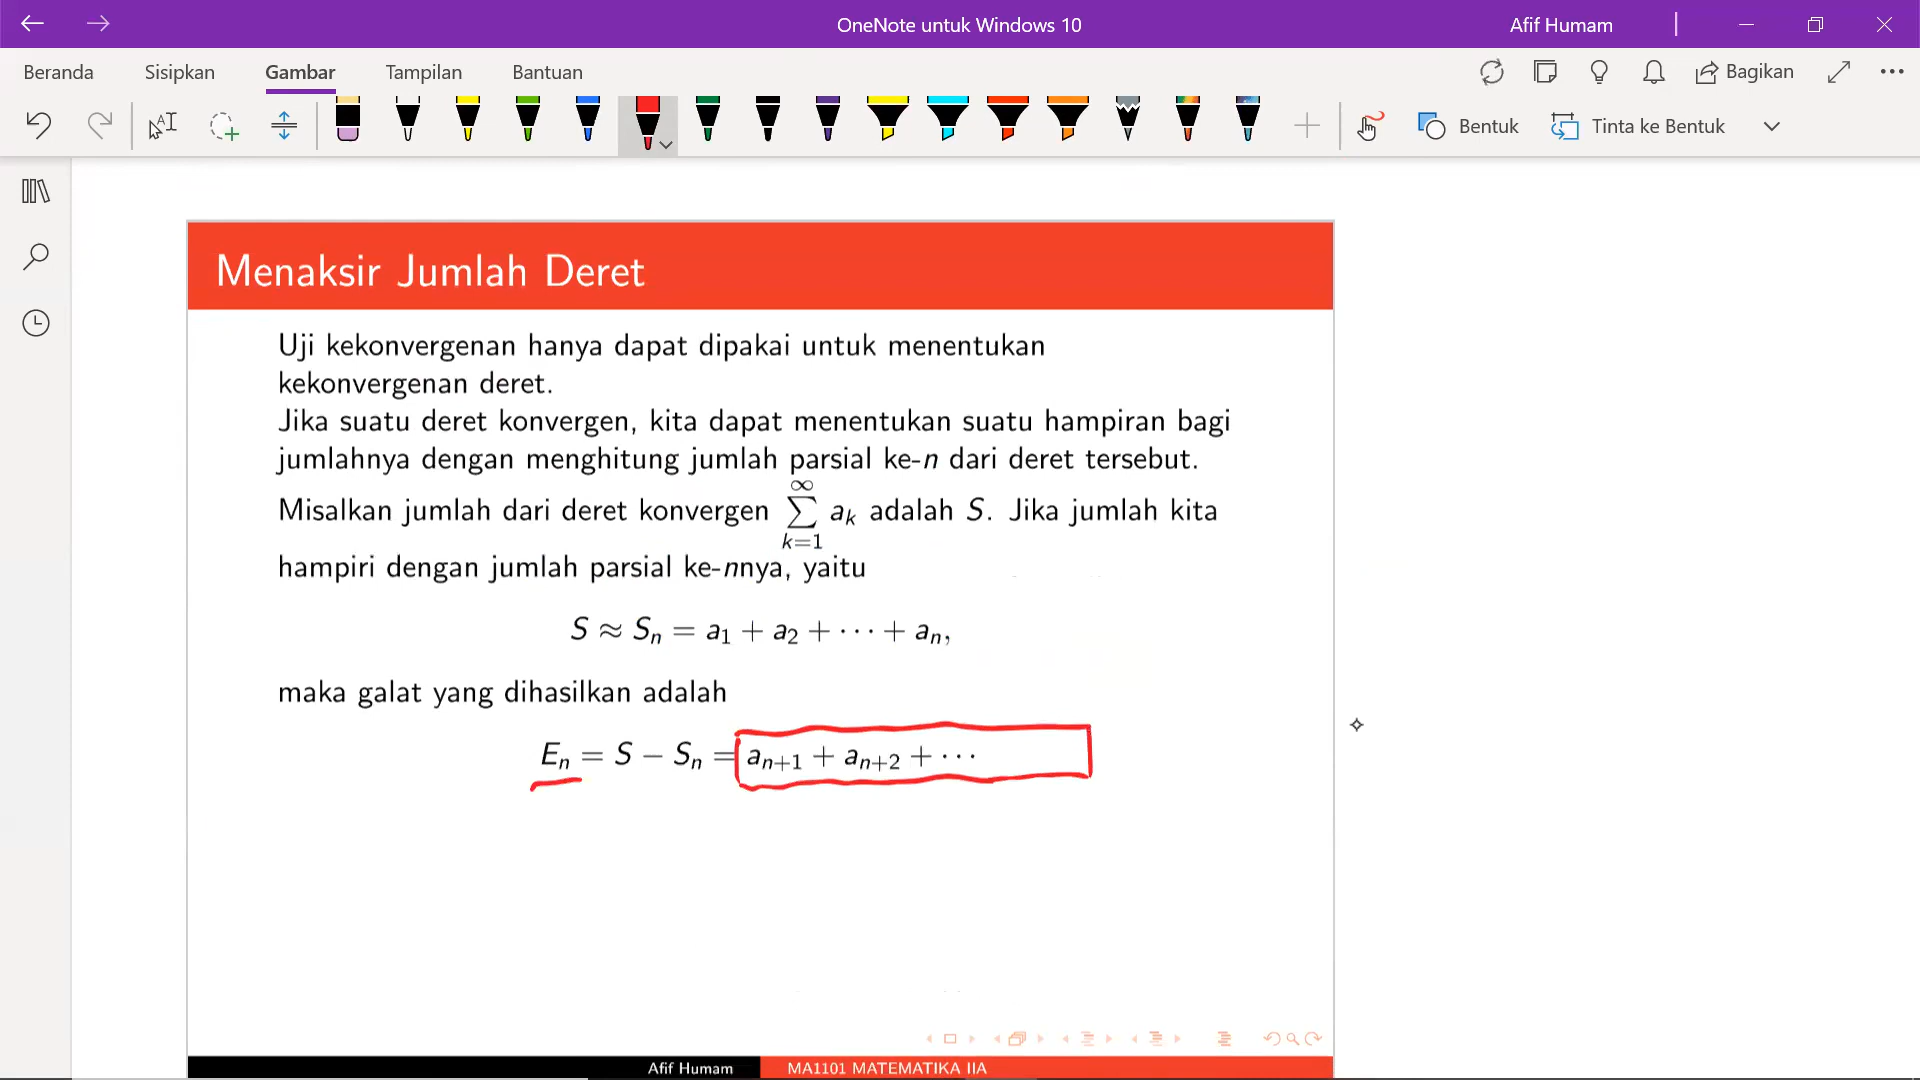 OneNote untuk Windows 10
Afif Humam
Beranda Sisipkan Gambar Tampilan Bantuan
Bagikan
Bentuk Tinta ke Bentuk
Menaksir Jumlah Deret
Uji kekonvergenan hanya dapat dipakai untuk menentukan
kekonvergenan deret.
Jika suatu deret konvergen, kita dapat menentukan suatu hampiran bagi
jumlahnya dengan menghitung jumlah parsial ke-n dari deret tersebut.
Misalkan jumlah dari deret konvergen ∑_{k=1}^{∞} a_k adalah S. Jika jumlah kita
hampiri dengan jumlah parsial ke-nnya, yaitu
S ≈ S_n = a_1 + a_2 + ⋯ + a_n,
maka galat yang dihasilkan adalah
E_n = S − S_n = a_{n+1} + a_{n+2} + ⋯
Afif Humam MA1101 MATEMATIKA IIA